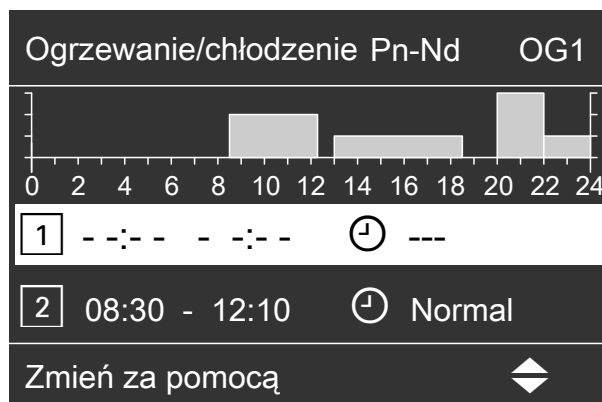 Ogrzewanie/chłodzenie Pn-Nd OG1
0 2 4 6 8 10 12 14 16 18 20 22 24
1 - -:- - - -:- - ---
2 08:30 - 12:10 Normal
Zmień za pomocą